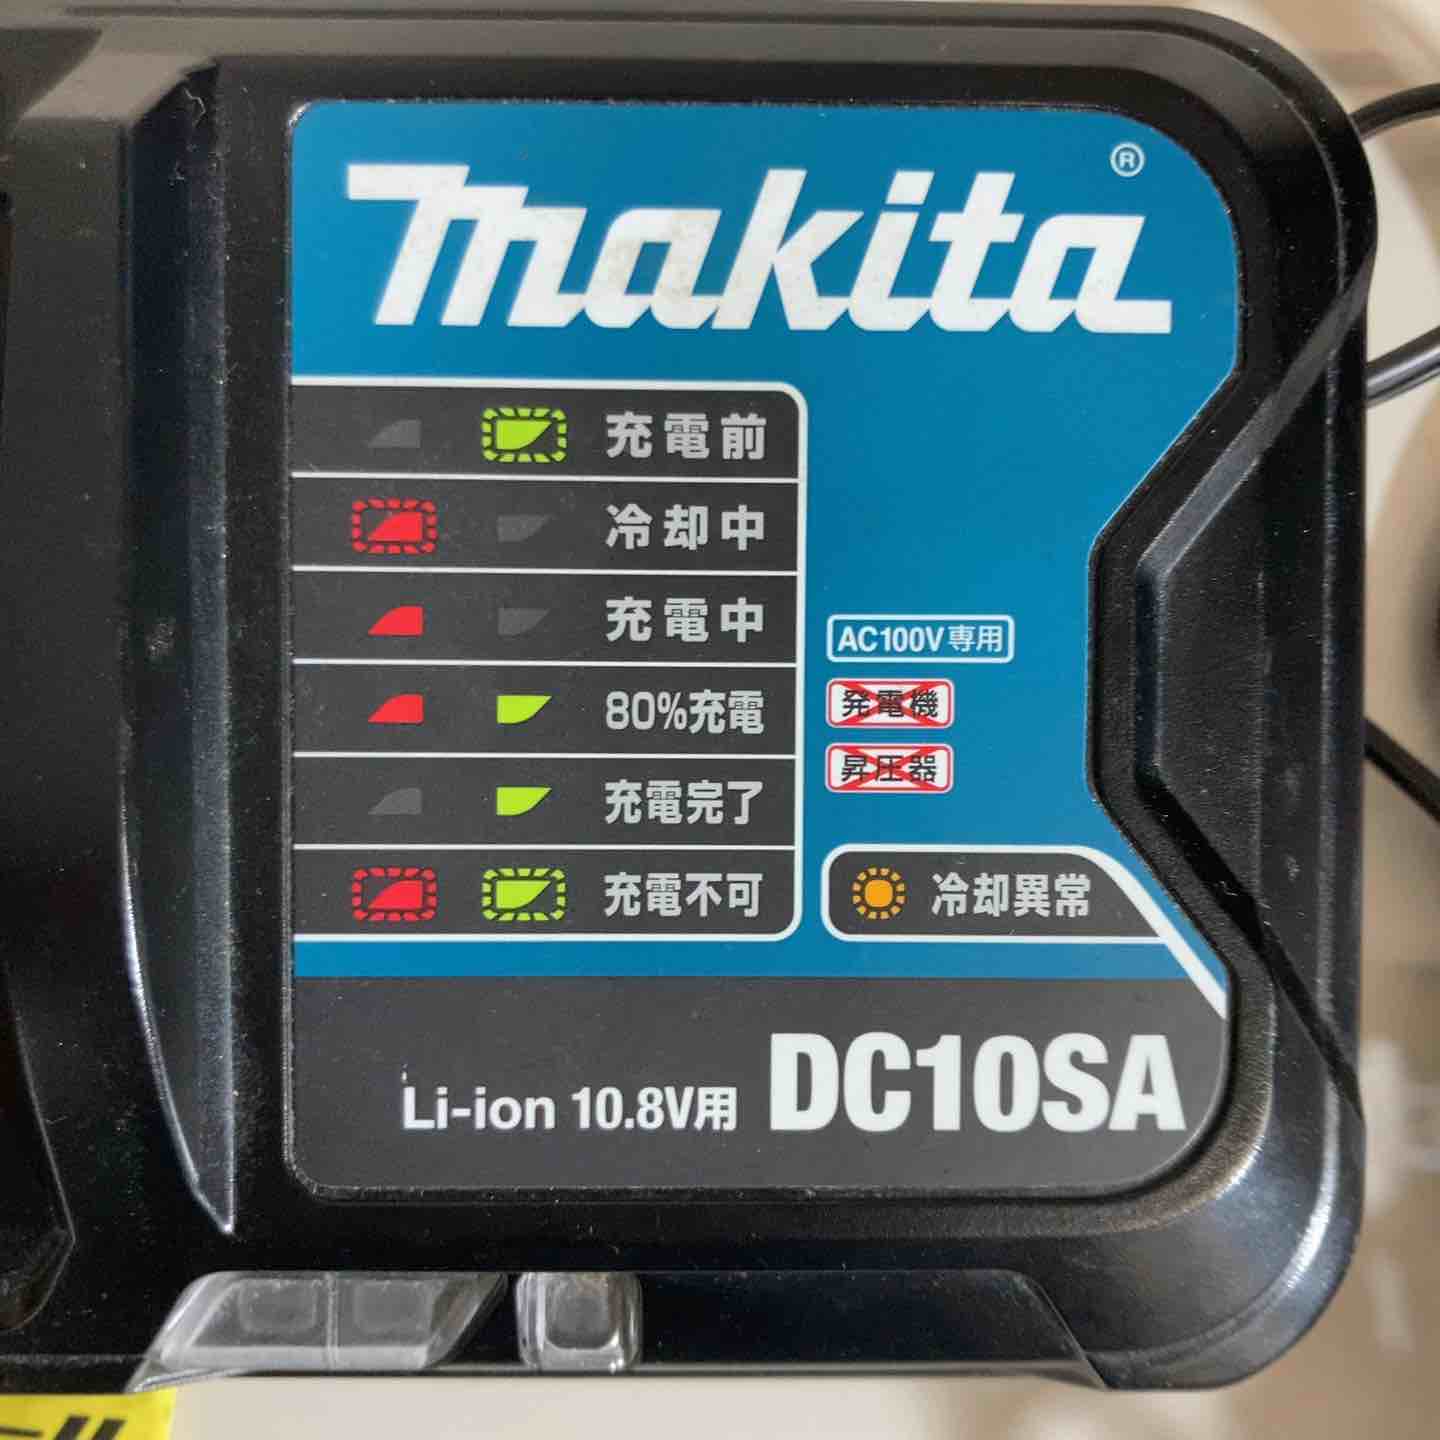 makita®
充電前
冷却中
充電中
AC100V専用
80%充電
発電機
昇圧器
充電完了
充電不可
冷却異常
Li-ion 10.8V用 DC10SA